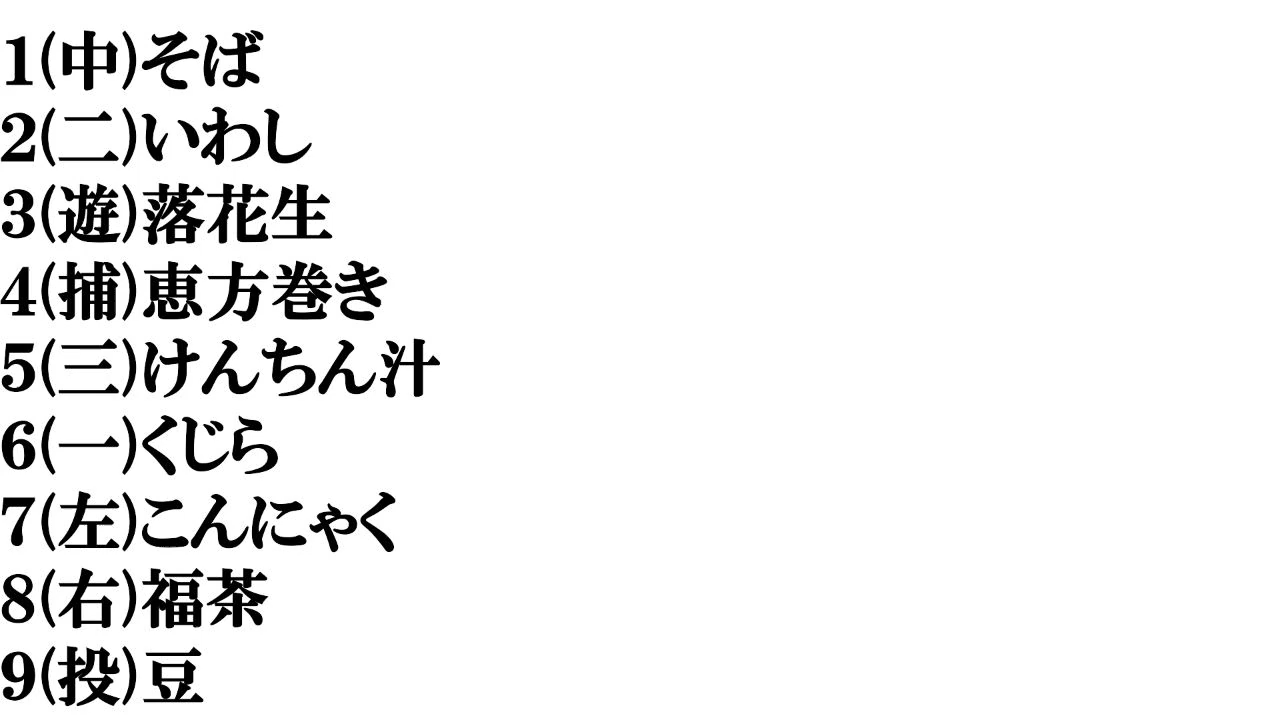 1(中)そば
2(二)いわし
3(遊)落花生
4(捕)恵方巻き
5(三)けんちん汁
6(一)くじら
7(左)こんにゃく
8(右)福茶
9(投)豆